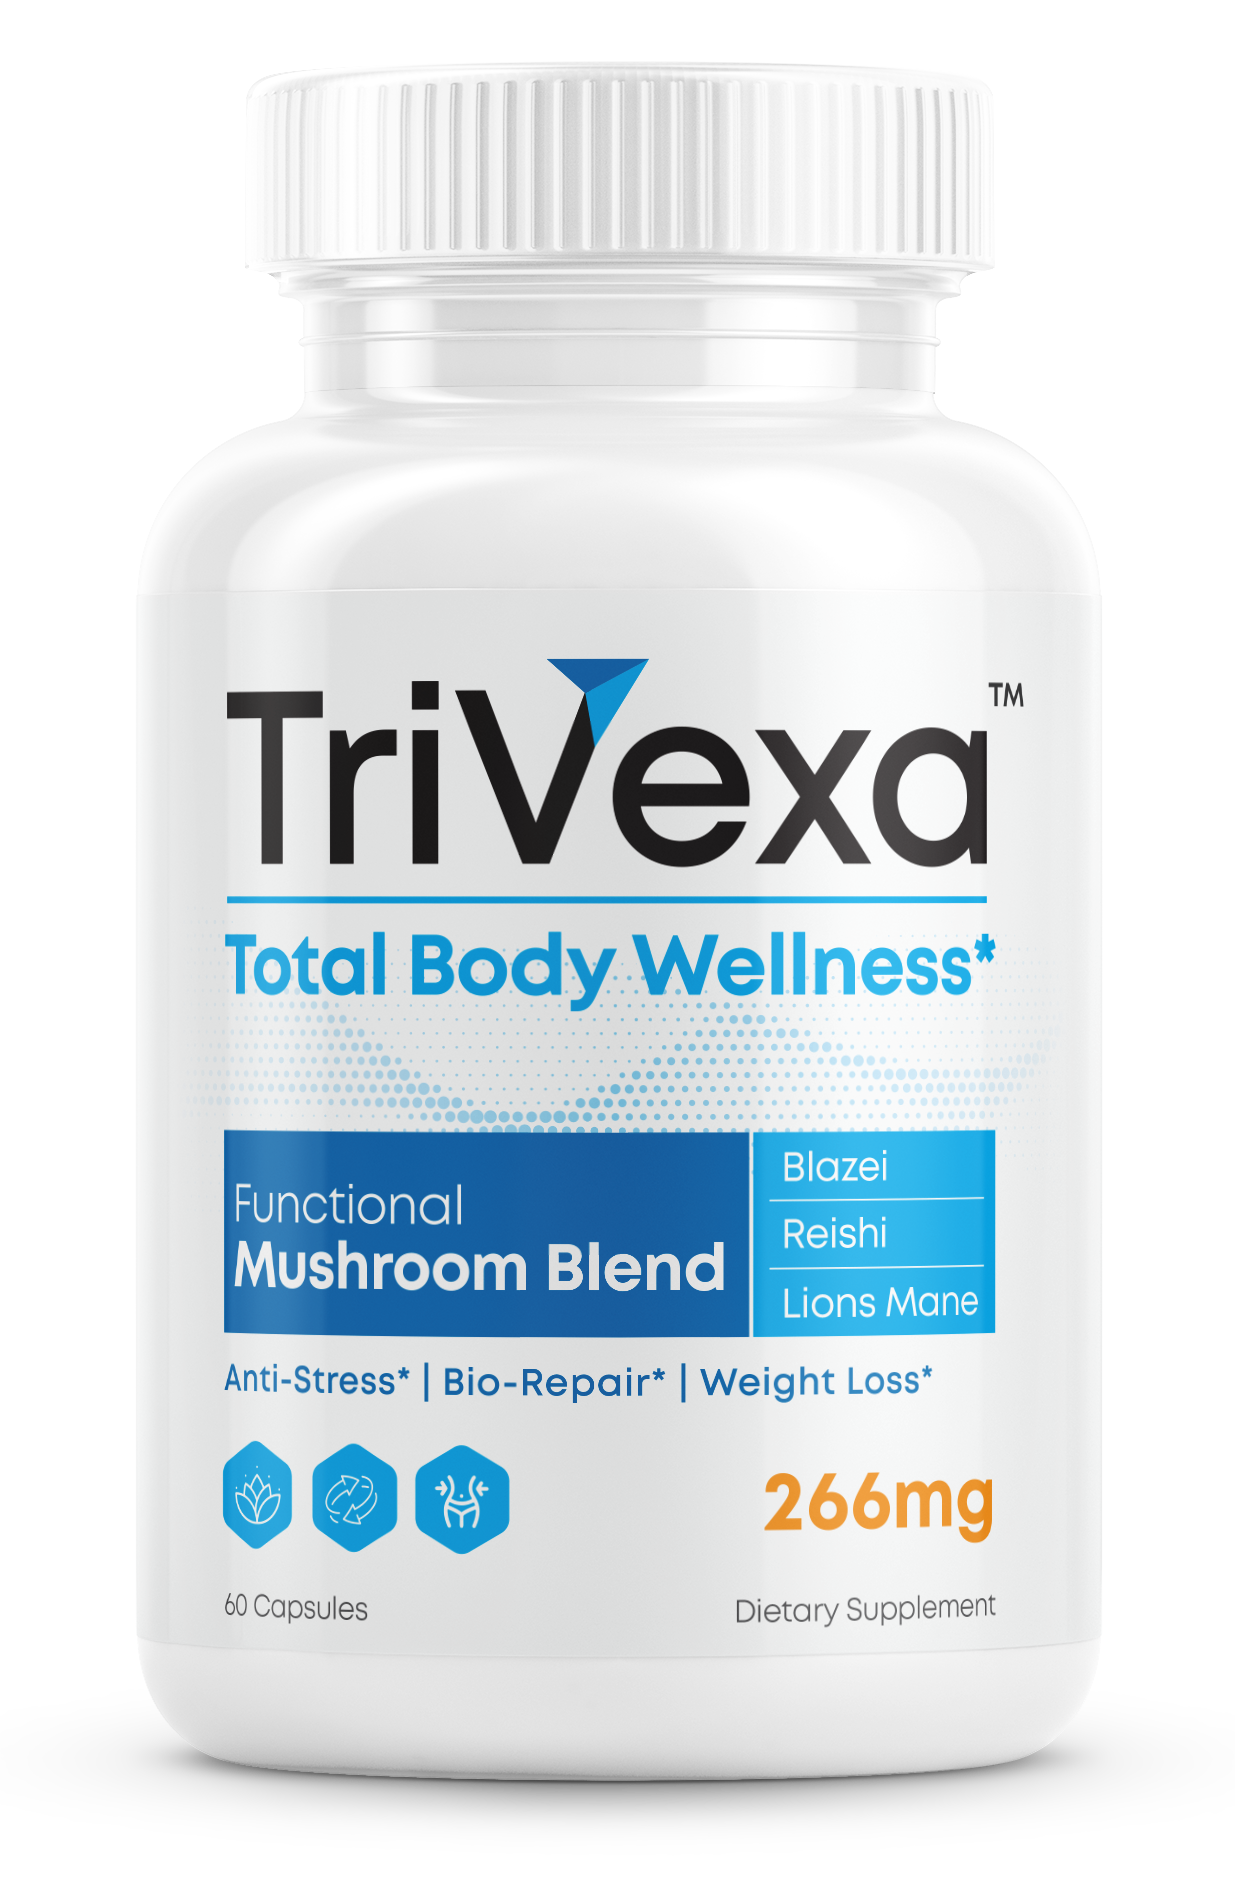 TriVexa™
Total Body Wellness*
Functional
Mushroom Blend
Blazei
Reishi
Lions Mane
Anti-Stress* | Bio-Repair* | Weight Loss*
266mg
60 Capsules
Dietary Supplement